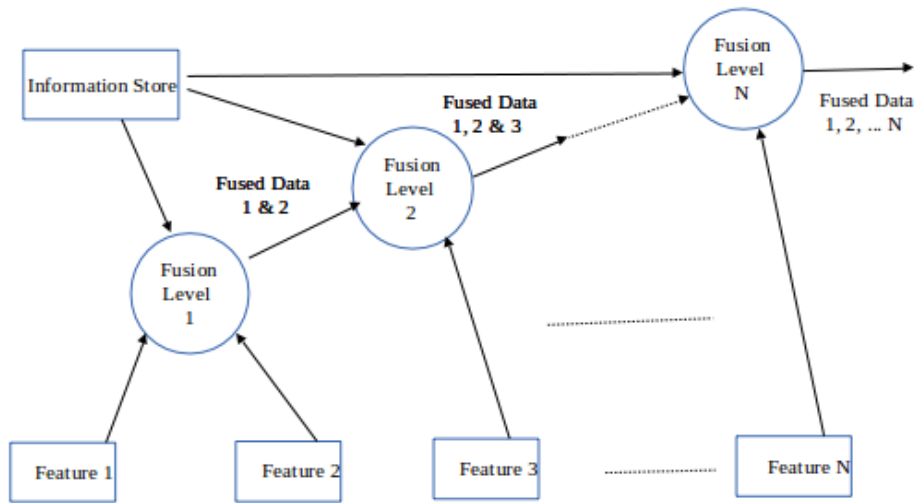 Information Store
Fusion
Level
N
Fused Data
1, 2, ... N
Fused Data
1, 2 & 3
Fusion
Level
2
Fused Data
1 & 2
Fusion
Level
1
Feature 1
Feature 2
Feature 3
Feature N